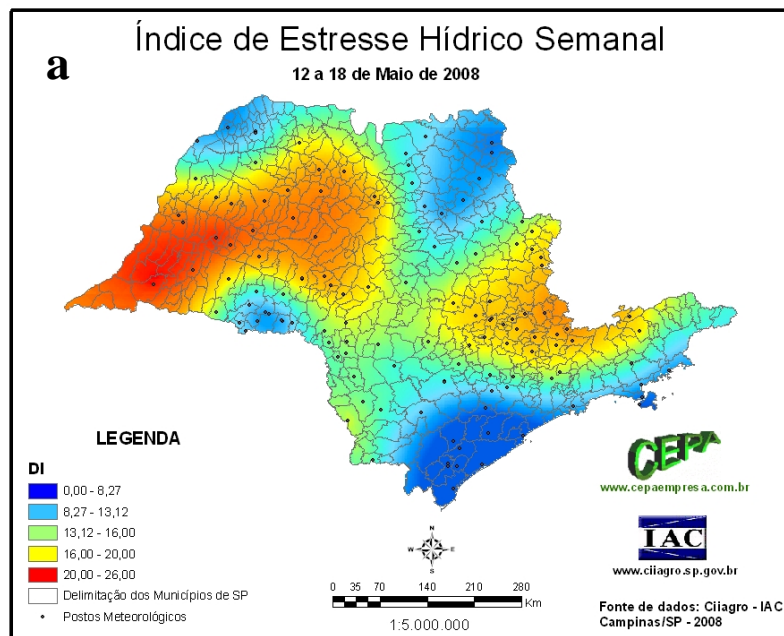 Índice de Estresse Hídrico Semanal
a
12 a 18 de Maio de 2008
LEGENDA
DI
0,00 - 8,27
8,27 - 13,12
13,12 - 16,00
16,00 - 20,00
20,00 - 26,00
Delimitação dos Municípios de SP
Postos Meteorológicos
N
W E
S
0 35 70 140 210 280
Km
1:5.000.000
CEPA
www.cepaempresa.com.br
IAC
www.ciiagro.sp.gov.br
Fonte de dados: Ciiagro - IAC
Campinas/SP - 2008